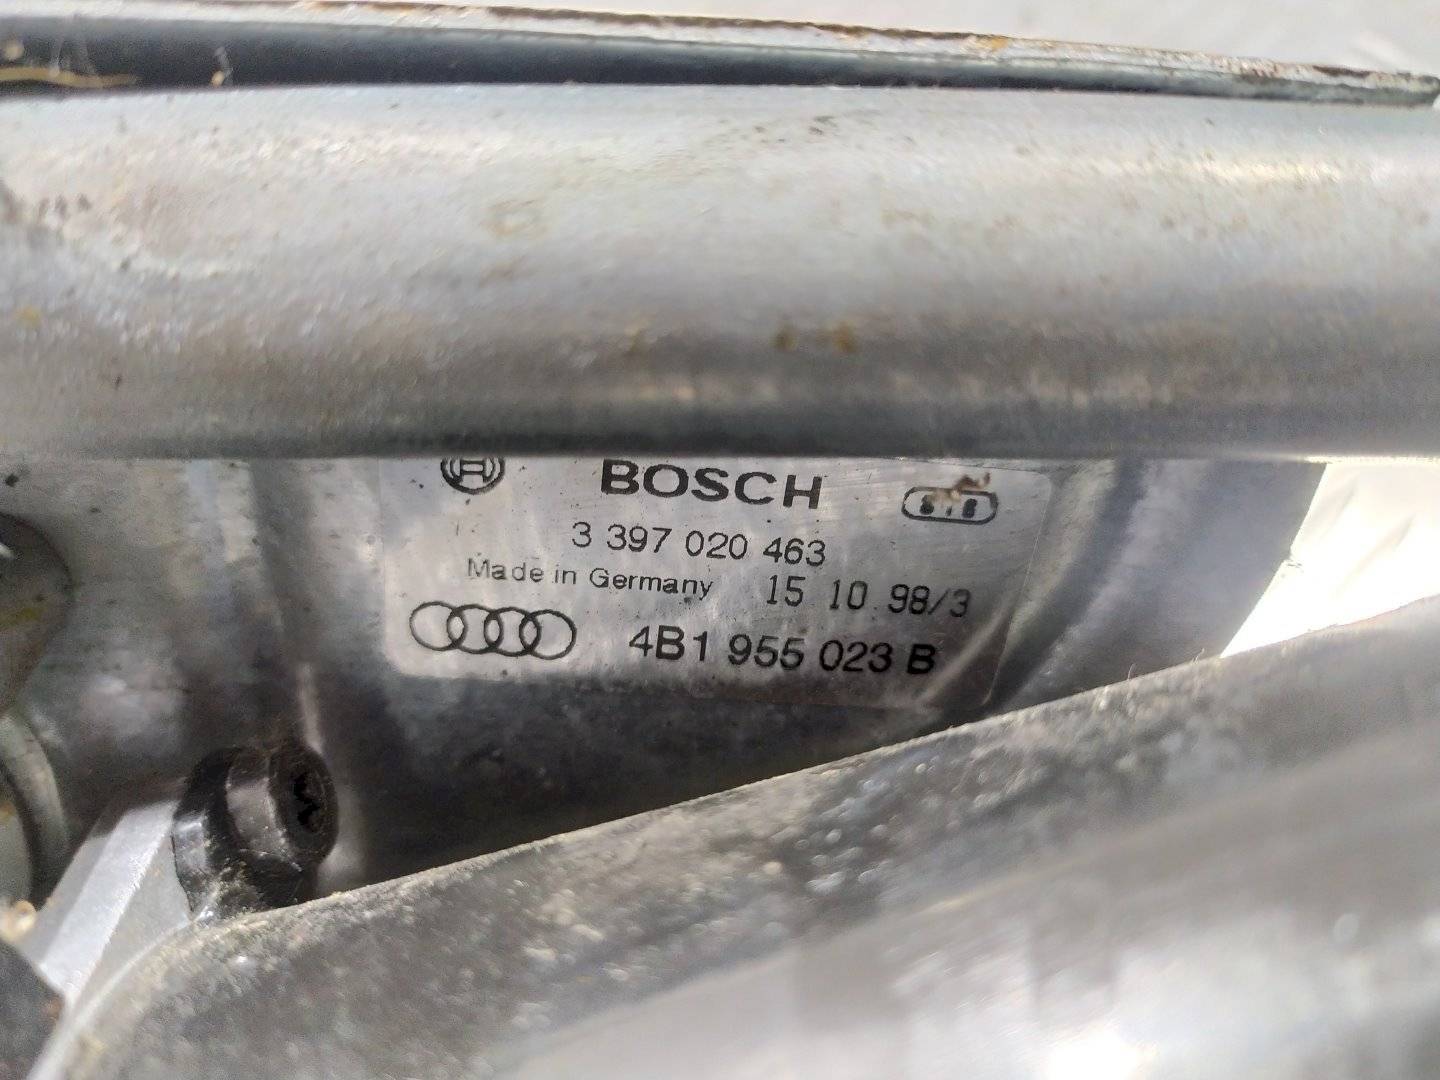 BOSCH
3 397 020 463
Made in Germany 15 10 98/3
4B1 955 023 B